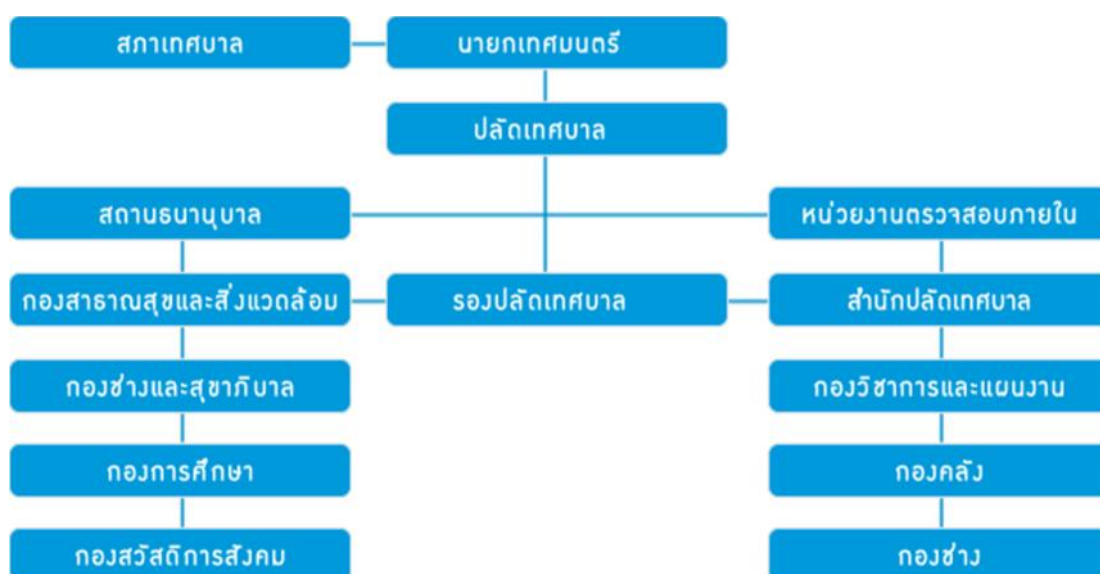 สภาเทศบาล
นายกเทศมนตรี
ปลัดเทศบาล
สถานธนานุบาล
หน่วยงานตรวจสอบภายใน
กองสาธาณสุขและสิ่งแวดล้อม
รองปลัดเทศบาล
สำนักปลัดเทศบาล
กองช่างและสุขาภิบาล
กองวิชาการและแผนงาน
กองการศึกษา
กองคลัง
กองสวัสดิการสังคม
กองช่าง